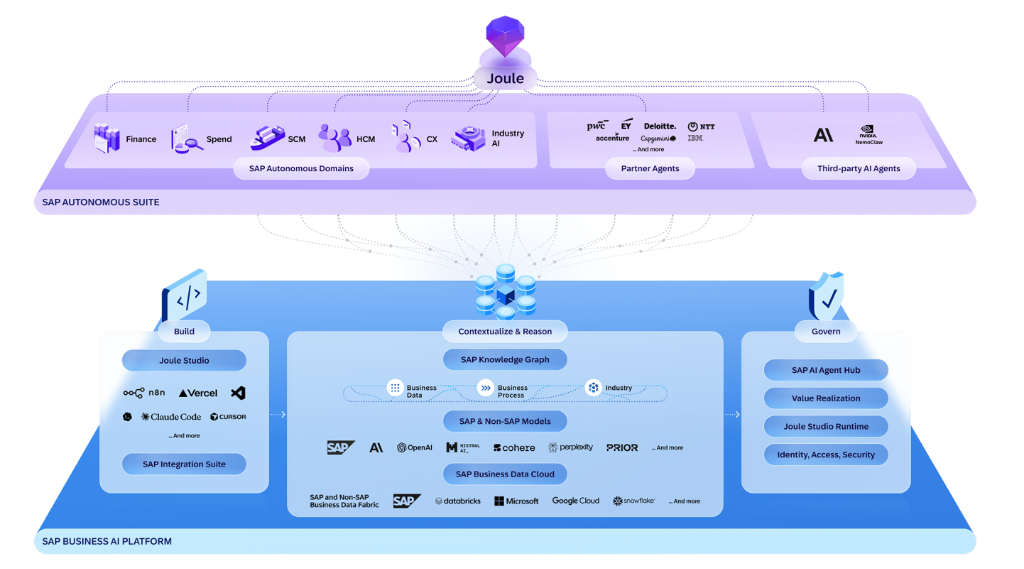 Joule
Finance
Spend
SCM
HCM
CX
Industry
AI
SAP Autonomous Domains
pwc
EY
Deloitte.
NTT
accenture
Capgemini
IBM
...And more
Partner Agents
AI
NVIDIA.
NemoClaw
Third-party AI Agents
SAP AUTONOMOUS SUITE
Build
Joule Studio
n8n
Vercel
Claude Code
CURSOR
...And more
SAP Integration Suite
Contextualize & Reason
SAP Knowledge Graph
Business
Data
Business
Process
Industry
SAP & Non-SAP Models
SAP
AI
OpenAI
MISTRAL
AI_
cohere
perplexity
PRIOR
...And more
SAP Business Data Cloud
SAP and Non-SAP
Business Data Fabric
SAP
databricks
Microsoft
Google Cloud
snowflake
...And more
Govern
SAP AI Agent Hub
Value Realization
Joule Studio Runtime
Identity, Access, Security
SAP BUSINESS AI PLATFORM